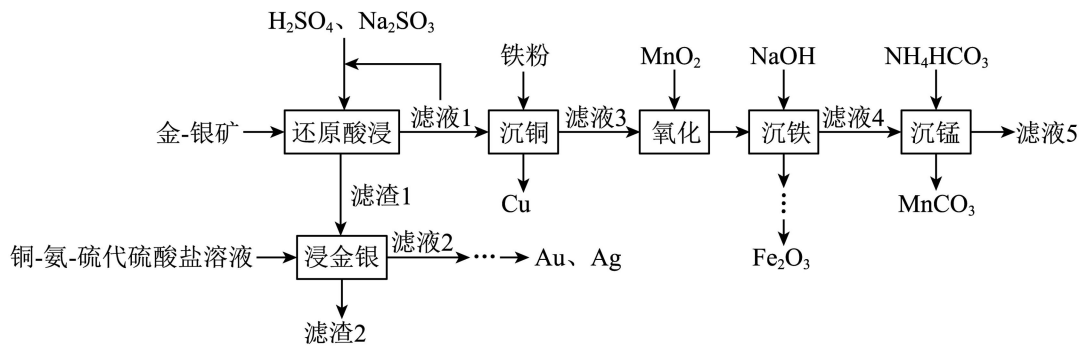 H₂SO₄、Na₂SO₃
铁粉
MnO₂
NaOH
NH₄HCO₃
金-银矿
还原酸浸
滤液1
沉铜
滤液3
氧化
沉铁
滤液4
沉锰
滤液5
滤渣1
Cu
MnCO₃
铜-氨-硫代硫酸盐溶液
浸金银
滤液2
Au、Ag
Fe₂O₃
滤渣2